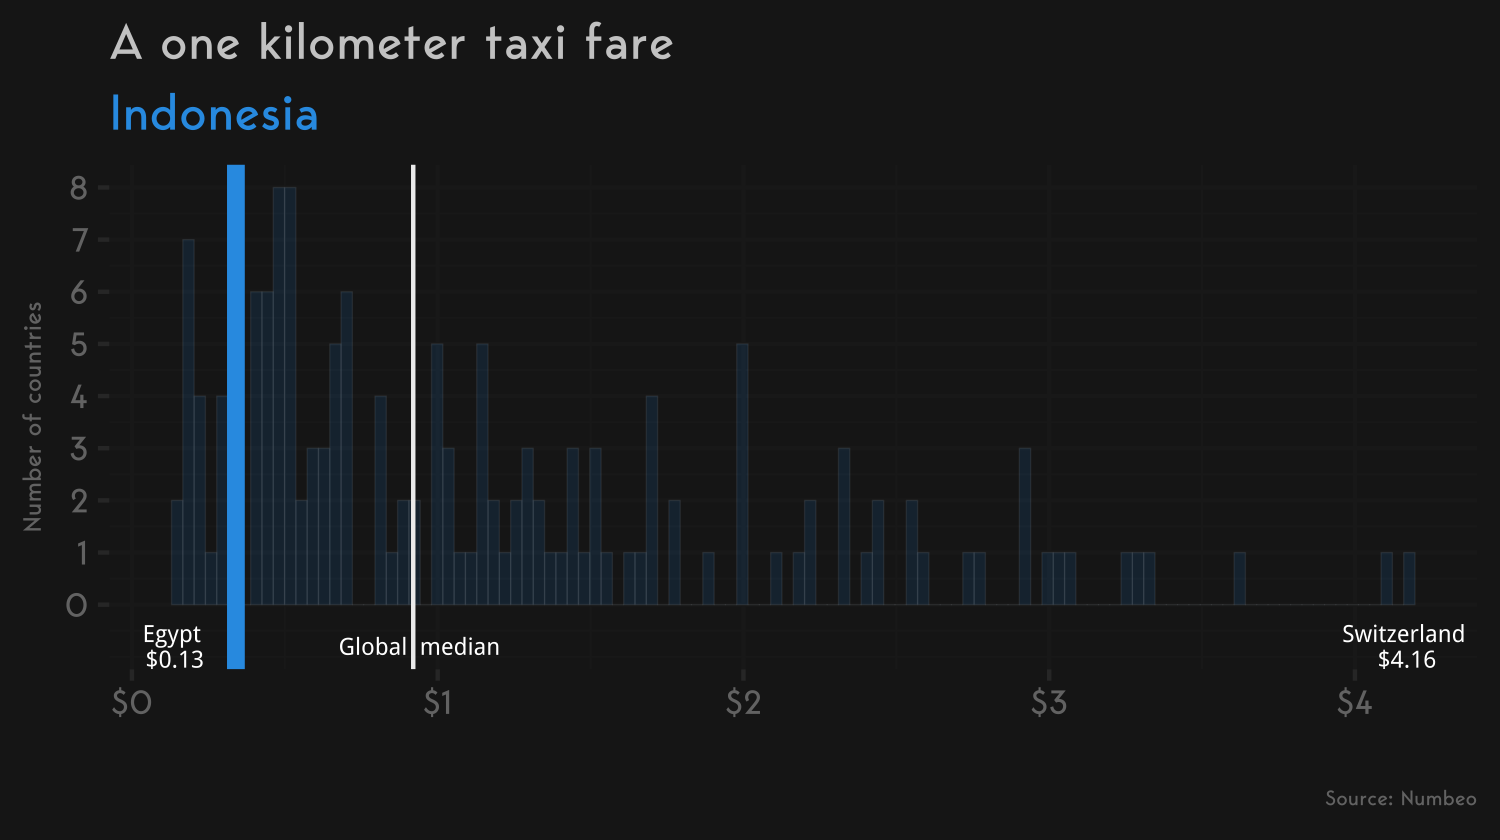 A one kilometer taxi fare
Indonesia
Number of countries
8
7
6
5
4
3
2
1
0
Egypt
$0.13
Global median
Switzerland
$4.16
$0 $1 $2 $3 $4
Source: Numbeo